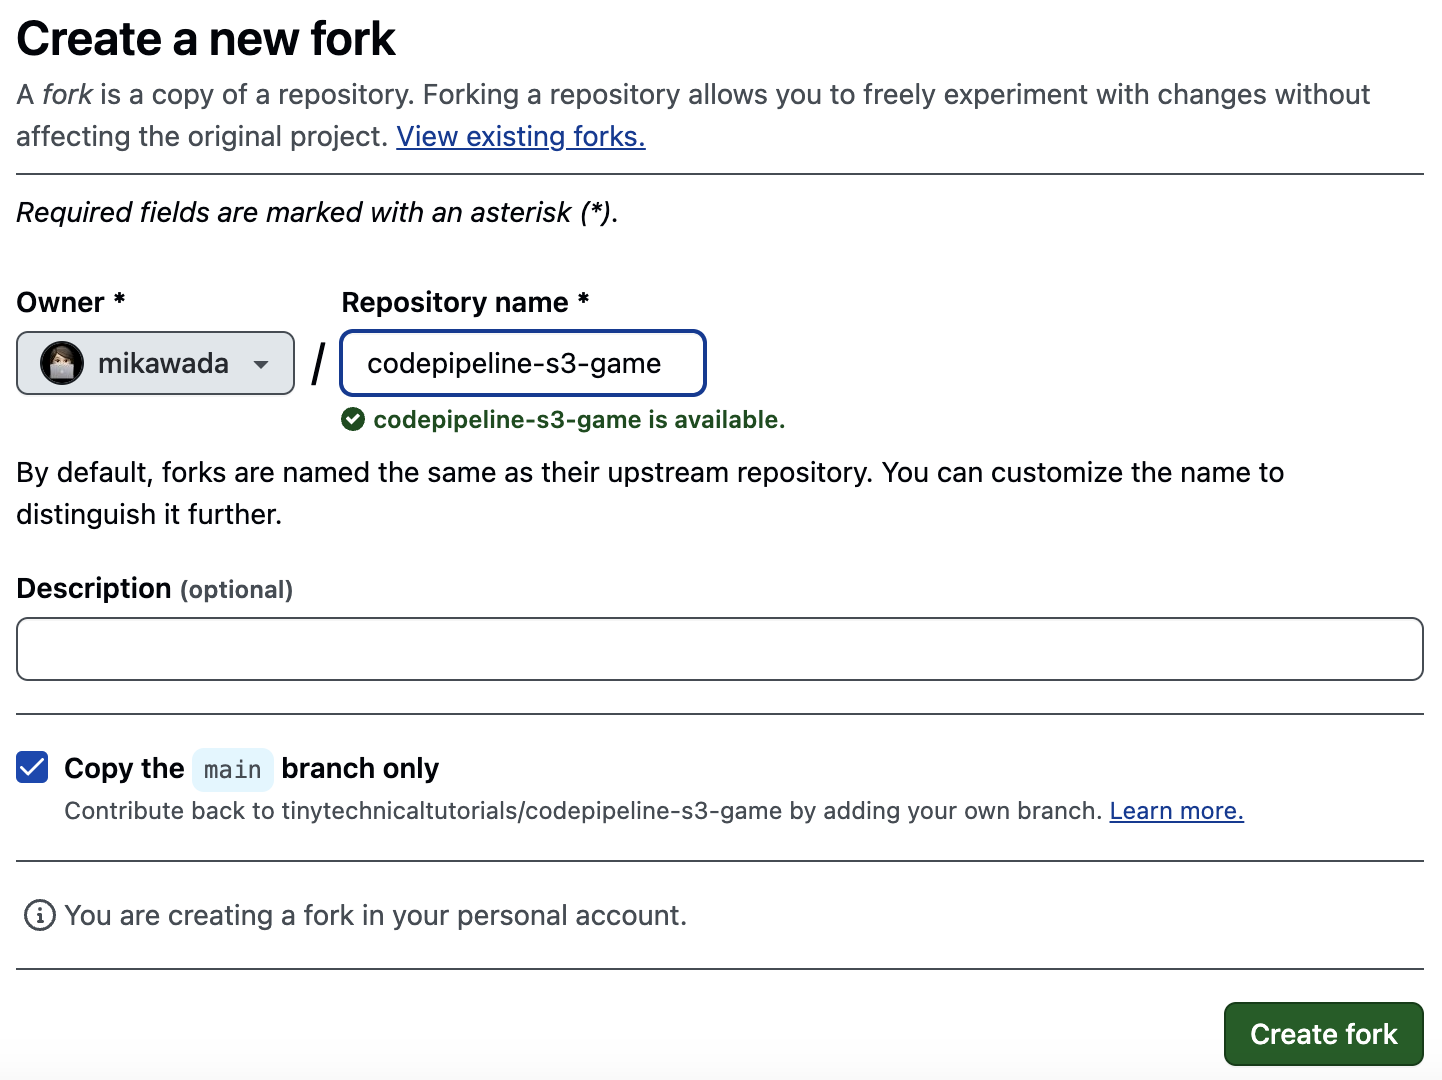 Create a new fork
A fork is a copy of a repository. Forking a repository allows you to freely experiment with changes without
affecting the original project. View existing forks.
Required fields are marked with an asterisk (*).
Owner * Repository name *
mikawada / codepipeline-s3-game
codepipeline-s3-game is available.
By default, forks are named the same as their upstream repository. You can customize the name to
distinguish it further.
Description (optional)
Copy the main branch only
Contribute back to tinytechnicaltutorials/codepipeline-s3-game by adding your own branch. Learn more.
You are creating a fork in your personal account.
Create fork